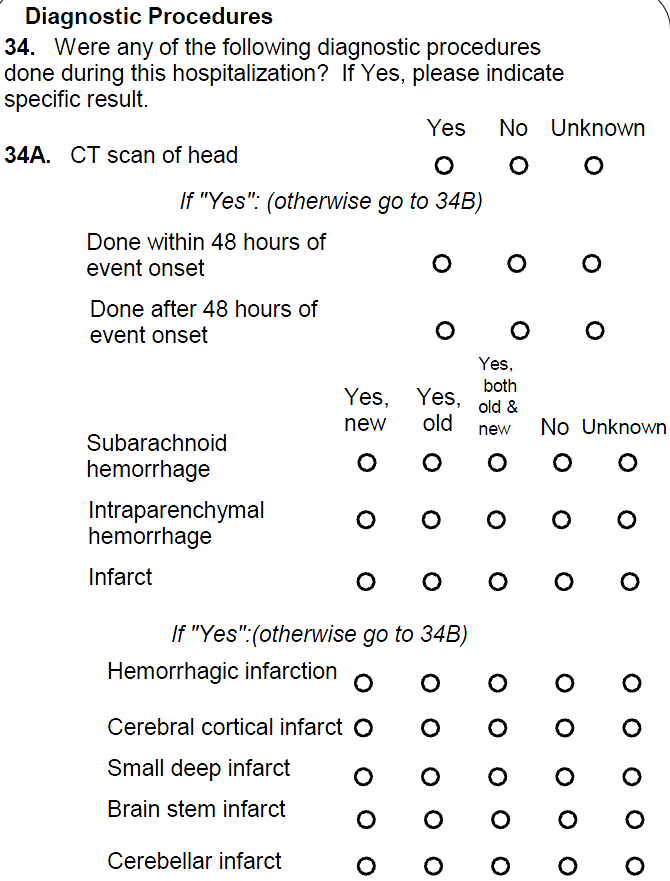 Diagnostic Procedures
34. Were any of the following diagnostic procedures
done during this hospitalization? If Yes, please indicate
specific result.
Yes No Unknown
34A. CT scan of head
If "Yes": (otherwise go to 34B)
Done within 48 hours of
event onset
Done after 48 hours of
event onset
Yes, new
Yes, old
Yes, both old & new
No Unknown
Subarachnoid
hemorrhage
Intraparenchymal
hemorrhage
Infarct
If "Yes":(otherwise go to 34B)
Hemorrhagic infarction
Cerebral cortical infarct
Small deep infarct
Brain stem infarct
Cerebellar infarct